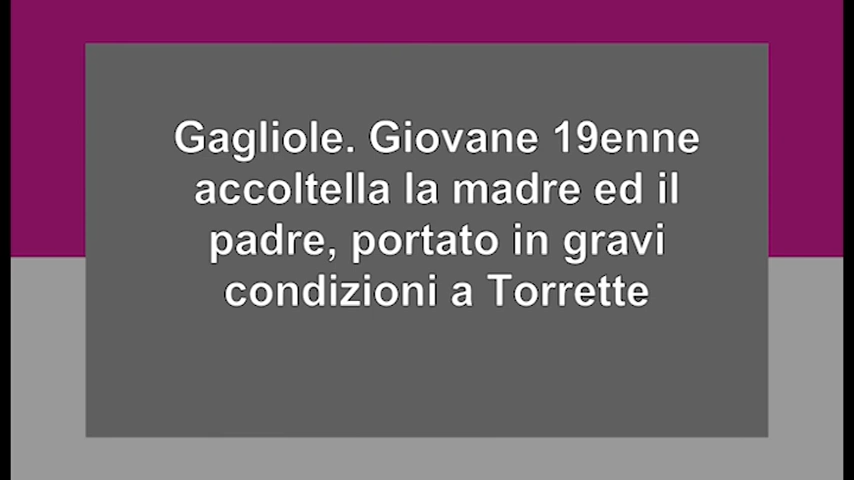 Gagliole. Giovane 19enne
accoltella la madre ed il
padre, portato in gravi
condizioni a Torrette